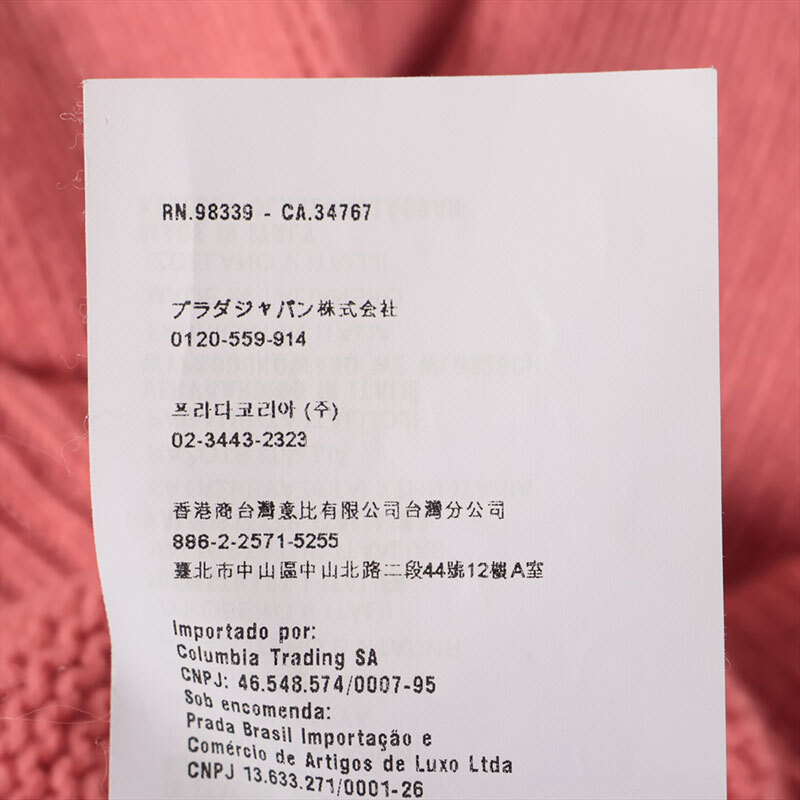 RN.98339 - CA.34767
プラダジャパン株式会社
0120-559-914
프라다코리아 (주)
02-3443-2323
香港商台灣意比有限公司台灣分公司
886-2-2571-5255
臺北市中山區中山北路二段44號12樓A室
Importado por:
Columbia Trading SA
CNPJ: 46.548.574/0007-95
Sob encomenda:
Prada Brasil Importação e
Comércio de Artigos de Luxo Ltda
CNPJ 13.633.271/0001-26